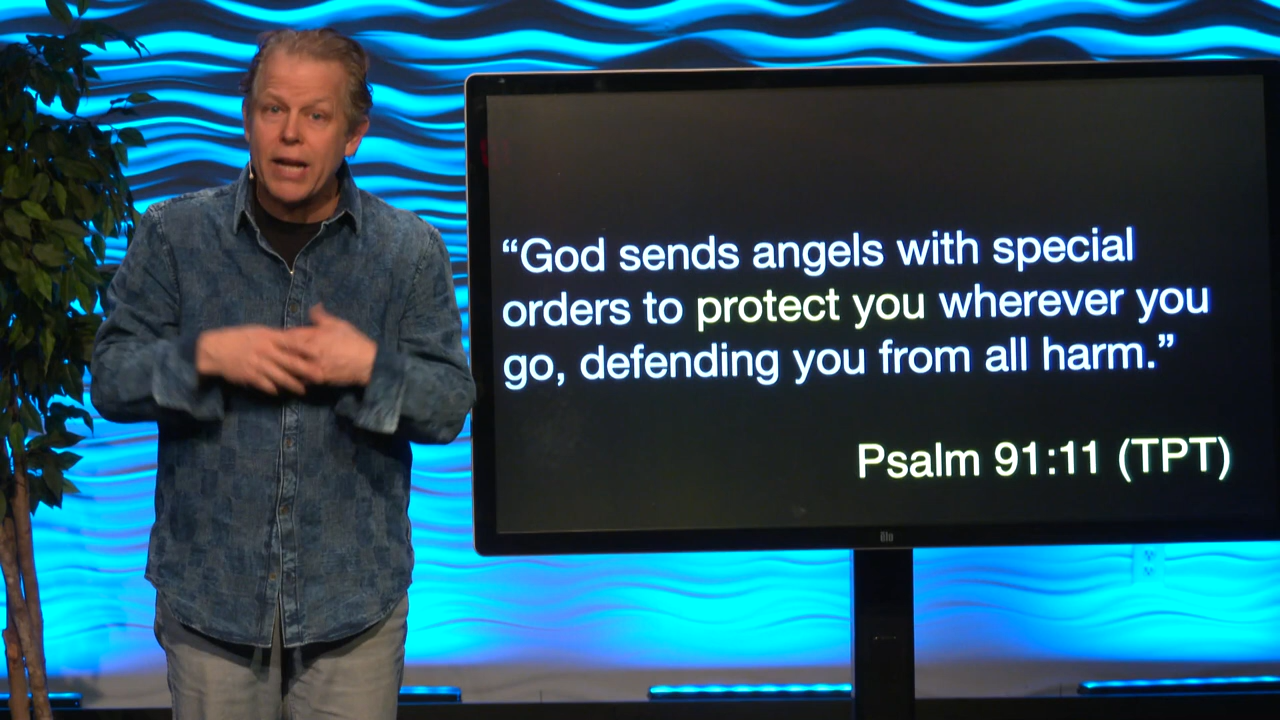 “God sends angels with special
orders to protect you wherever you
go, defending you from all harm.”
Psalm 91:11 (TPT)
elo